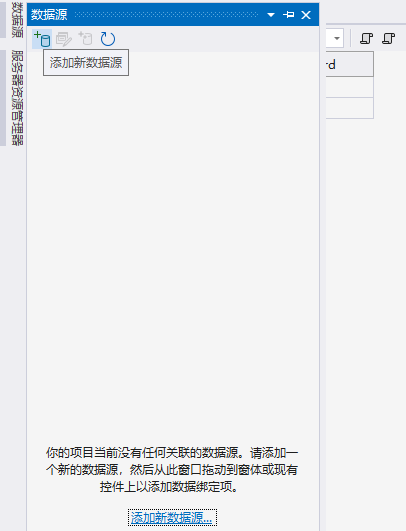 数据源
服务器资源管理器
数据源
添加新数据源
rd
你的项目当前没有任何关联的数据源。请添加一
个新的数据源，然后从此窗口拖动到窗体或现有
控件上以添加数据绑定项。
添加新数据源...